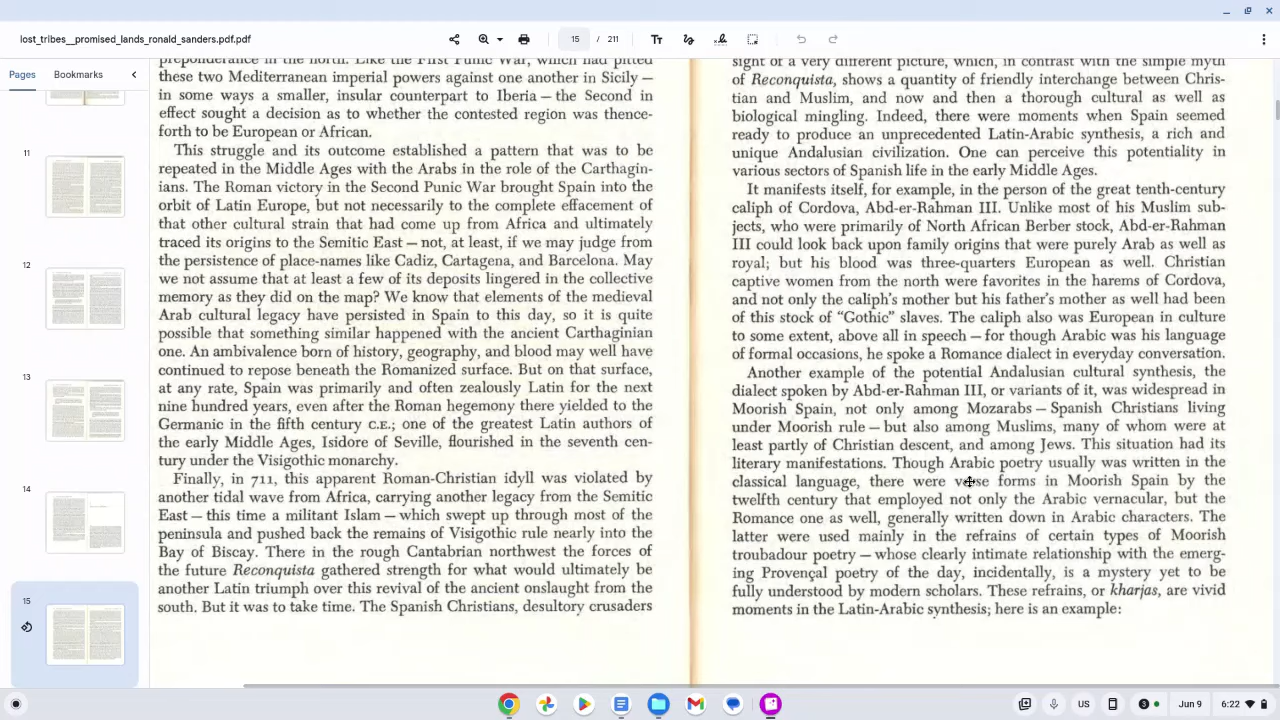 lost_tribes__promised_lands_ronald_sanders.pdf.pdf
15 / 211
Pages
Bookmarks
11
12
13
14
15
preponderance in the north. Like the First Punic War, which had pitted
these two Mediterranean imperial powers against one another in Sicily—
in some ways a smaller, insular counterpart to Iberia—the Second in
effect sought a decision as to whether the contested region was thence-
forth to be European or African.
This struggle and its outcome established a pattern that was to be
repeated in the Middle Ages with the Arabs in the role of the Carthagin-
ians. The Roman victory in the Second Punic War brought Spain into the
orbit of Latin Europe, but not necessarily to the complete effacement of
that other cultural strain that had come up from Africa and ultimately
traced its origins to the Semitic East—not, at least, if we may judge from
the persistence of place-names like Cadiz, Cartagena, and Barcelona. May
we not assume that at least a few of its deposits lingered in the collective
memory as they did on the map? We know that elements of the medieval
Arab cultural legacy have persisted in Spain to this day, so it is quite
possible that something similar happened with the ancient Carthaginian
one. An ambivalence born of history, geography, and blood may well have
continued to repose beneath the Romanized surface. But on that surface,
at any rate, Spain was primarily and often zealously Latin for the next
nine hundred years, even after the Roman hegemony there yielded to the
Germanic in the fifth century C.E.; one of the greatest Latin authors of
the early Middle Ages, Isidore of Seville, flourished in the seventh cen-
tury under the Visigothic monarchy.
Finally, in 711, this apparent Roman-Christian idyll was violated by
another tidal wave from Africa, carrying another legacy from the Semitic
East—this time a militant Islam—which swept up through most of the
peninsula and pushed back the remains of Visigothic rule nearly into the
Bay of Biscay. There in the rough Cantabrian northwest the forces of
the future Reconquista gathered strength for what would ultimately be
another Latin triumph over this revival of the ancient onslaught from the
south. But it was to take time. The Spanish Christians, desultory crusaders
sight of a very different picture, which, in contrast with the simple myth
of Reconquista, shows a quantity of friendly interchange between Chris-
tian and Muslim, and now and then a thorough cultural as well as
biological mingling. Indeed, there were moments when Spain seemed
ready to produce an unprecedented Latin-Arabic synthesis, a rich and
unique Andalusian civilization. One can perceive this potentiality in
various sectors of Spanish life in the early Middle Ages.
It manifests itself, for example, in the person of the great tenth-century
caliph of Cordova, Abd-er-Rahman III. Unlike most of his Muslim sub-
jects, who were primarily of North African Berber stock, Abd-er-Rahman
III could look back upon family origins that were purely Arab as well as
royal; but his blood was three-quarters European as well. Christian
captive women from the north were favorites in the harems of Cordova,
and not only the caliph's mother but his father's mother as well had been
of this stock of "Gothic" slaves. The caliph also was European in culture
to some extent, above all in speech—for though Arabic was his language
of formal occasions, he spoke a Romance dialect in everyday conversation.
Another example of the potential Andalusian cultural synthesis, the
dialect spoken by Abd-er-Rahman III, or variants of it, was widespread in
Moorish Spain, not only among Mozarabs—Spanish Christians living
under Moorish rule—but also among Muslims, many of whom were at
least partly of Christian descent, and among Jews. This situation had its
literary manifestations. Though Arabic poetry usually was written in the
classical language, there were verse forms in Moorish Spain by the
twelfth century that employed not only the Arabic vernacular, but the
Romance one as well, generally written down in Arabic characters. The
latter were used mainly in the refrains of certain types of Moorish
troubadour poetry—whose clearly intimate relationship with the emerg-
ing Provençal poetry of the day, incidentally, is a mystery yet to be
fully understood by modern scholars. These refrains, or kharjas, are vivid
moments in the Latin-Arabic synthesis; here is an example:
US
3
Jun 9
6:22